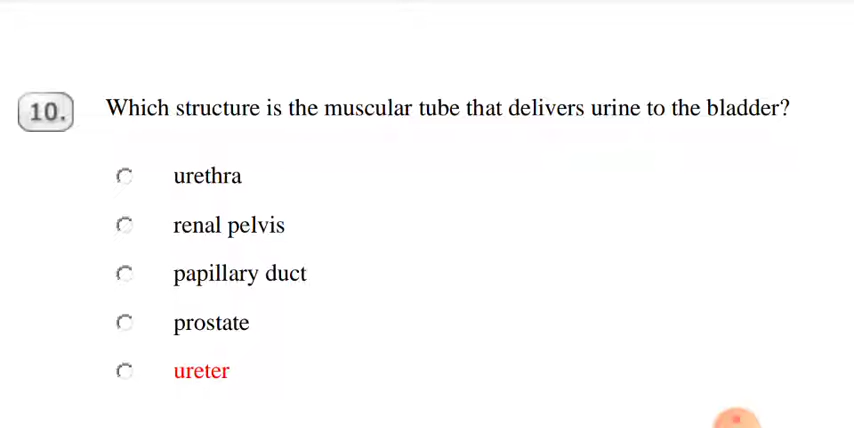 10. Which structure is the muscular tube that delivers urine to the bladder?
urethra
renal pelvis
papillary duct
prostate
ureter